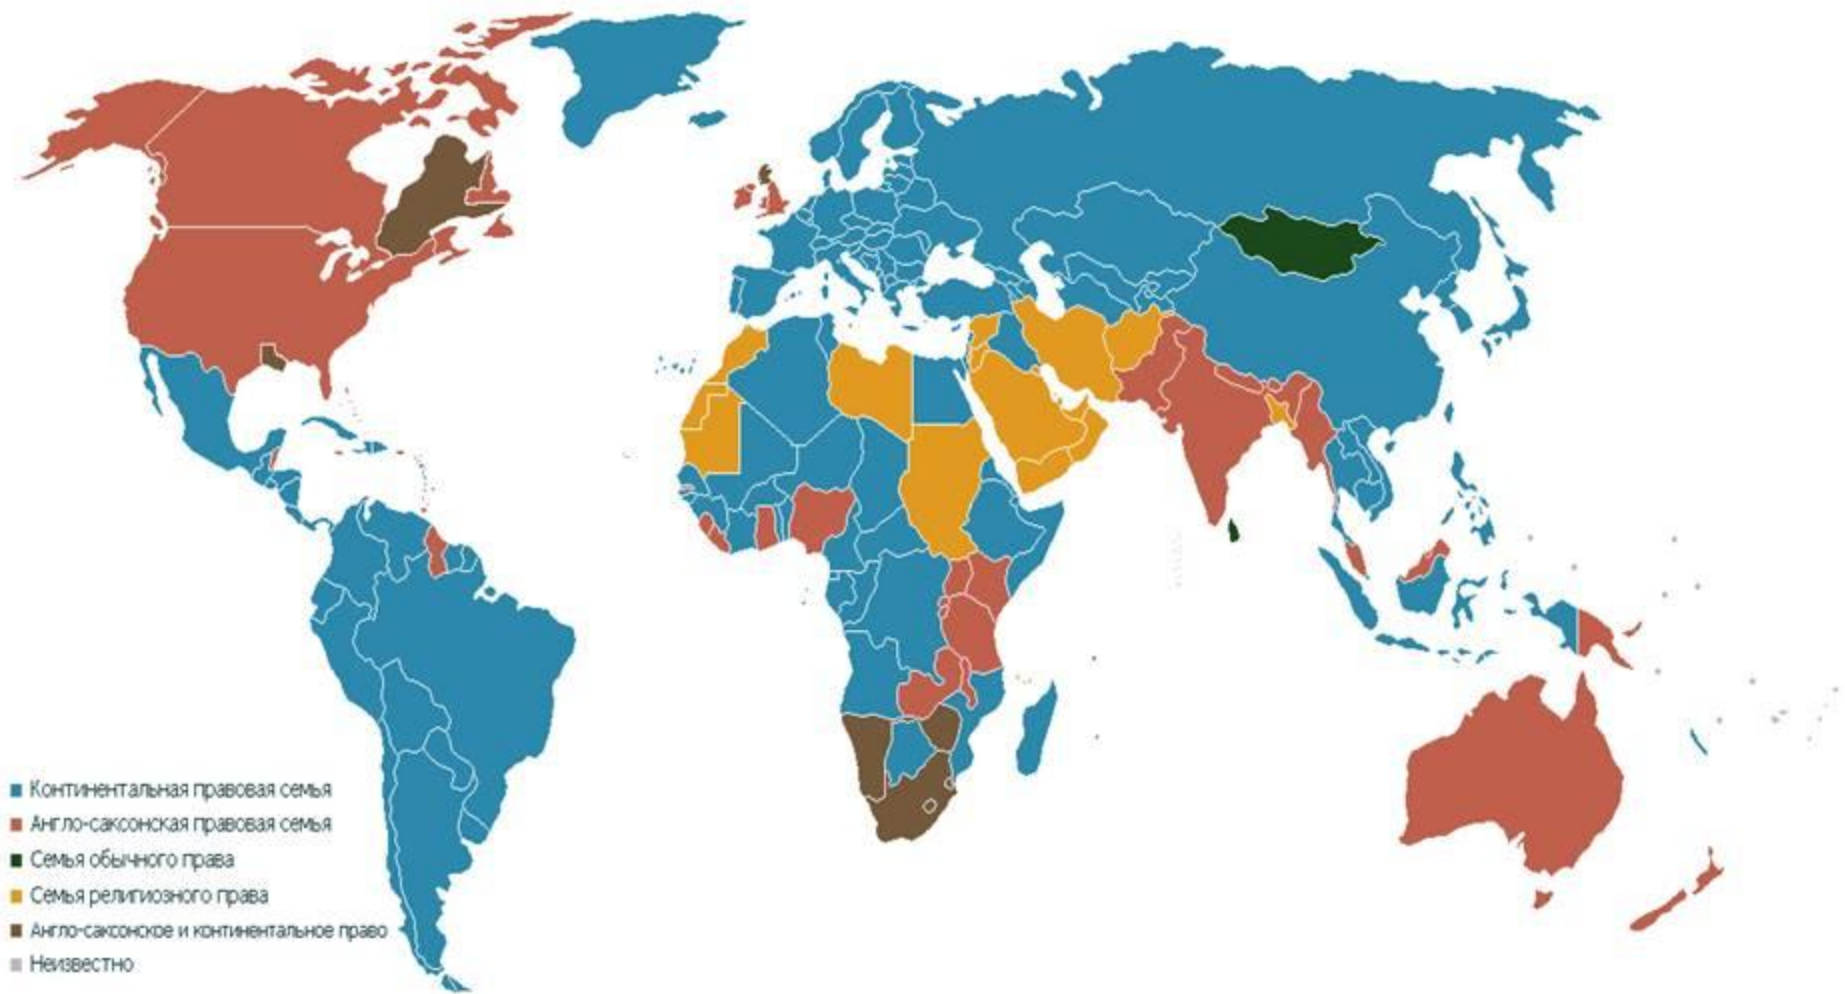 Континентальная правовая семья
Англо-саксонская правовая семья
Семья обычного права
Семья религиозного права
Англо-саксонское и континентальное право
Неизвестно